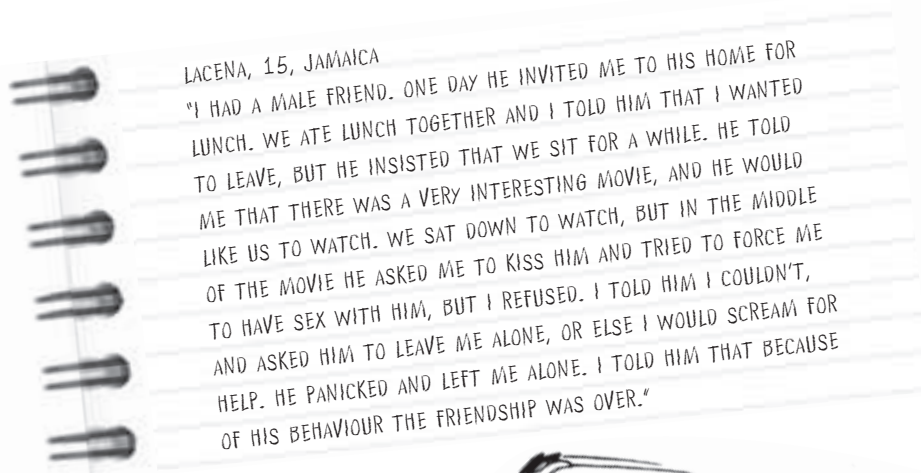 LACENA, 15, JAMAICA
"I HAD A MALE FRIEND. ONE DAY HE INVITED ME TO HIS HOME FOR
LUNCH. WE ATE LUNCH TOGETHER AND I TOLD HIM THAT I WANTED
TO LEAVE, BUT HE INSISTED THAT WE SIT FOR A WHILE. HE TOLD
ME THAT THERE WAS A VERY INTERESTING MOVIE, AND HE WOULD
LIKE US TO WATCH. WE SAT DOWN TO WATCH, BUT IN THE MIDDLE
OF THE MOVIE HE ASKED ME TO KISS HIM AND TRIED TO FORCE ME
TO HAVE SEX WITH HIM, BUT I REFUSED. I TOLD HIM I COULDN'T,
AND ASKED HIM TO LEAVE ME ALONE, OR ELSE I WOULD SCREAM FOR
HELP. HE PANICKED AND LEFT ME ALONE. I TOLD HIM THAT BECAUSE
OF HIS BEHAVIOUR THE FRIENDSHIP WAS OVER."